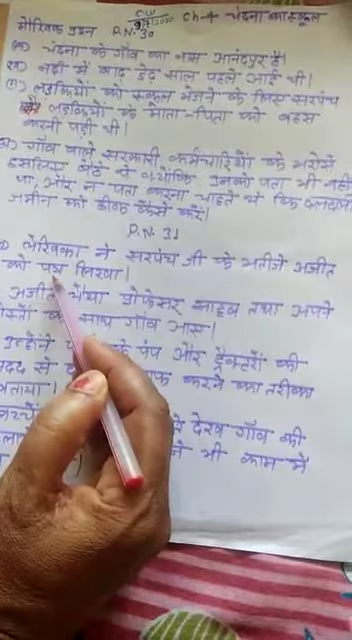 CW
Ch-4 चंदना का स्कूल
मौखिक प्रश्न P.N. 30
(क) चंदना के गाँव का नाम आनंदपुर है।
(ख) नदी में बाढ़ डेढ़ साल पहले आई थी।
(ग) लड़कियों को स्कूल भेजने के लिए सरपंच
लड़कियों के माता-पिता को बहस
करनी पड़ी थी।
गाँव वाले सरकारी कर्मचारियों के भरोसे
इसलिए बैठे थे क्योंकि उनको पता भी नहीं
था, और न पता करना चाहते थे कि दलदली
जमीन को ठीक कैसे करें।
P.N. 31
लेखिका ने सरपंच जी के भतीजे अजीत
को पत्र लिखा।
अजीत चौथा प्रोफेसर साहब तथा अपने
के साथ गाँव आए।
उन्होंने के पंप और ट्रैक्टरों की
मदद से करने का तरीका
बताया।
देख गाँव की
भी काम में